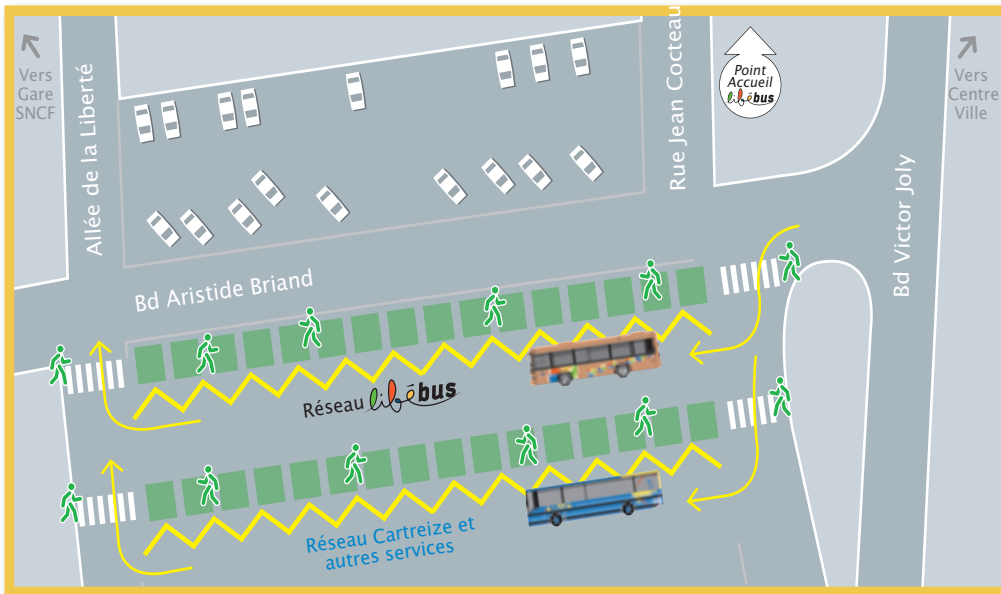 Vers
Gare
SNCF
Allée de la Liberté
Rue Jean Cocteau
Point
Accueil
libébus
Vers
Centre
Ville
Bd Victor Joly
Bd Aristide Briand
Réseau libébus
Réseau Cartreize et
autres services